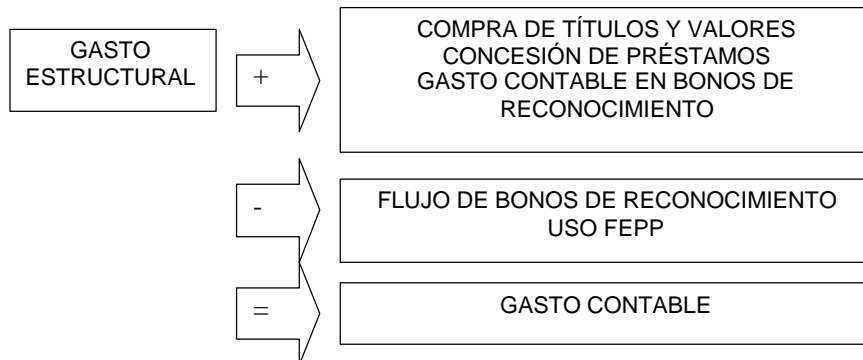 GASTO
ESTRUCTURAL
+
COMPRA DE TÍTULOS Y VALORES
CONCESIÓN DE PRÉSTAMOS
GASTO CONTABLE EN BONOS DE
RECONOCIMIENTO
-
FLUJO DE BONOS DE RECONOCIMIENTO
USO FEPP
=
GASTO CONTABLE